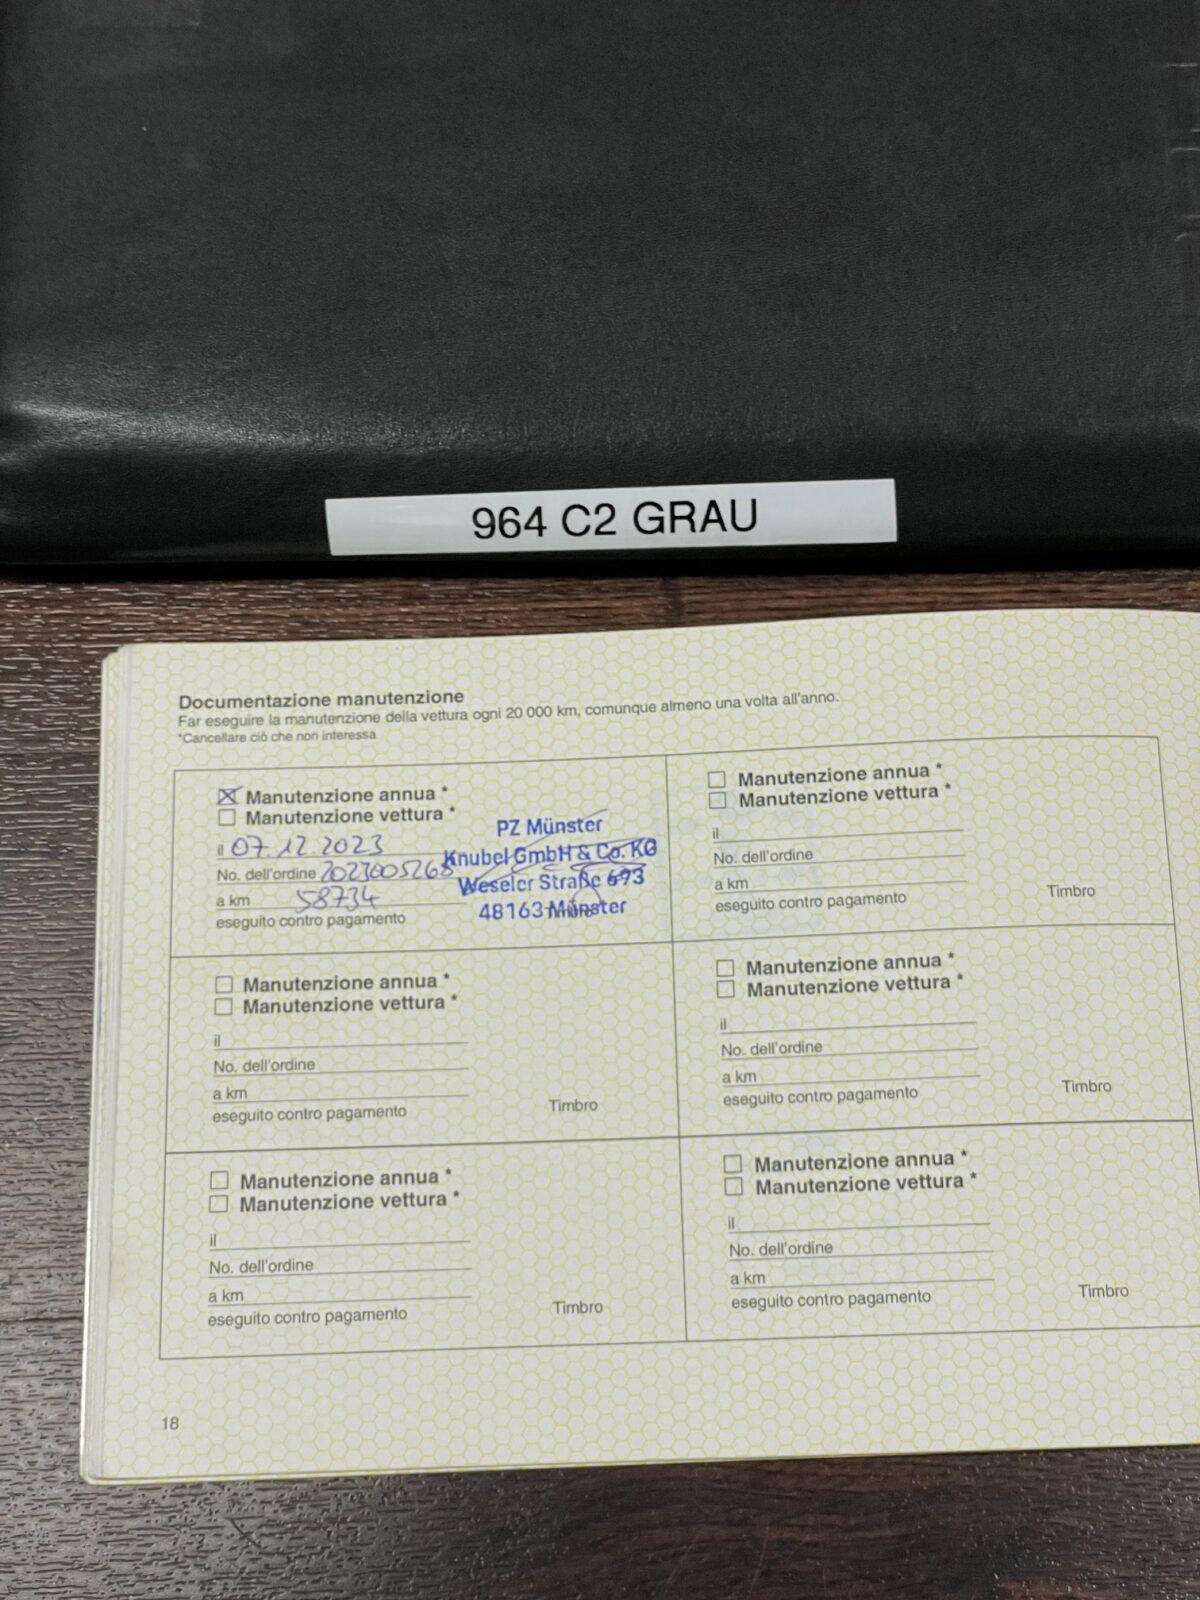 964 C2 GRAU
Documentazione manutenzione
Far eseguire la manutenzione della vettura ogni 20 000 km, comunque almeno una volta all'anno.
*Cancellare ciò che non interessa
Manutenzione annua *
Manutenzione vettura *
il 07.12.2023
No. dell'ordine 2023005268
a km 58734
eseguito contro pagamento
PZ Münster
Knubel GmbH & Co. KG
Weseler Straße 693
48163 Münster
Timbro
Manutenzione annua *
Manutenzione vettura *
il
No. dell'ordine
a km
eseguito contro pagamento
Timbro
Manutenzione annua *
Manutenzione vettura *
il
No. dell'ordine
a km
eseguito contro pagamento
Timbro
Manutenzione annua *
Manutenzione vettura *
il
No. dell'ordine
a km
eseguito contro pagamento
Timbro
Manutenzione annua *
Manutenzione vettura *
il
No. dell'ordine
a km
eseguito contro pagamento
Timbro
Manutenzione annua *
Manutenzione vettura *
il
No. dell'ordine
a km
eseguito contro pagamento
Timbro
18